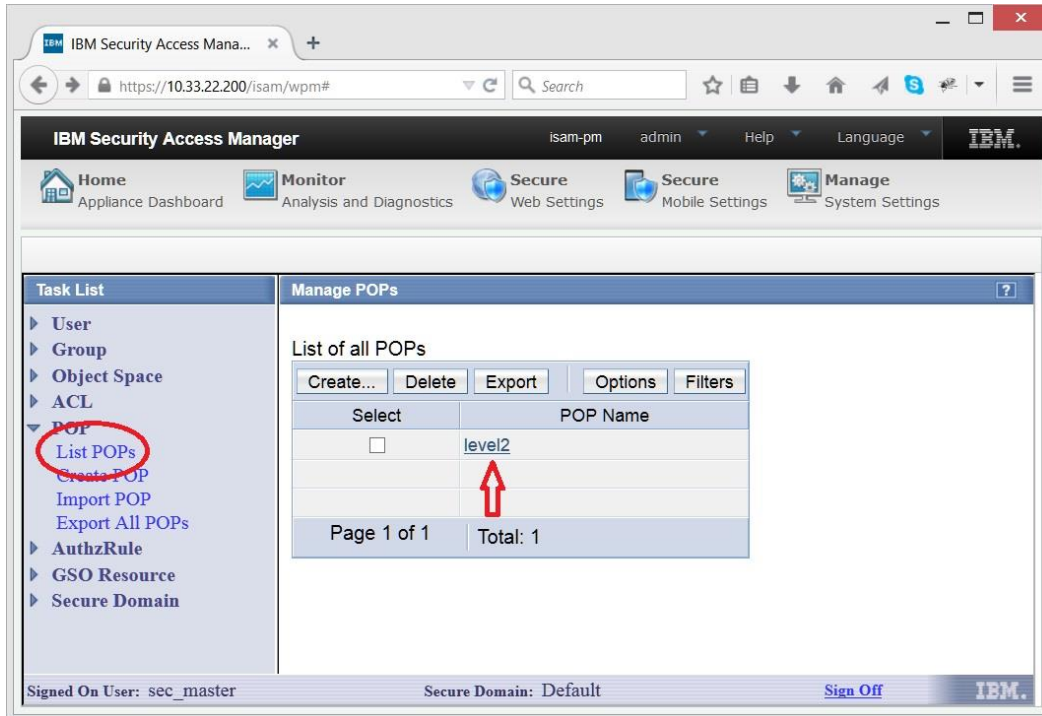 IBM IBM Security Access Mana... × +
https://10.33.22.200/isam/wpm# Search
IBM Security Access Manager isam-pm admin Help Language IBM.
Home
Appliance Dashboard
Monitor
Analysis and Diagnostics
Secure
Web Settings
Secure
Mobile Settings
Manage
System Settings
Task List
User
Group
Object Space
ACL
POP
List POPs
Create POP
Import POP
Export All POPs
AuthzRule
GSO Resource
Secure Domain
Manage POPs ?
List of all POPs
Create... Delete Export Options Filters
Select POP Name
level2
Page 1 of 1 Total: 1
Signed On User: sec_master Secure Domain: Default Sign Off IBM.